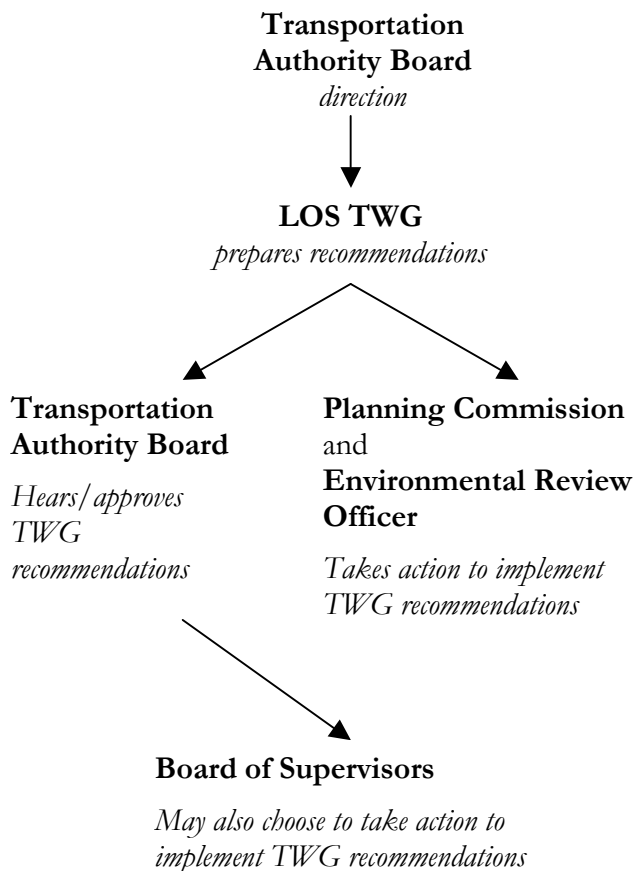 Transportation
Authority Board
direction
LOS TWG
prepares recommendations
Transportation
Authority Board
Hears/approves
TWG
recommendations
Planning Commission
and
Environmental Review
Officer
Takes action to implement
TWG recommendations
Board of Supervisors
May also choose to take action to
implement TWG recommendations